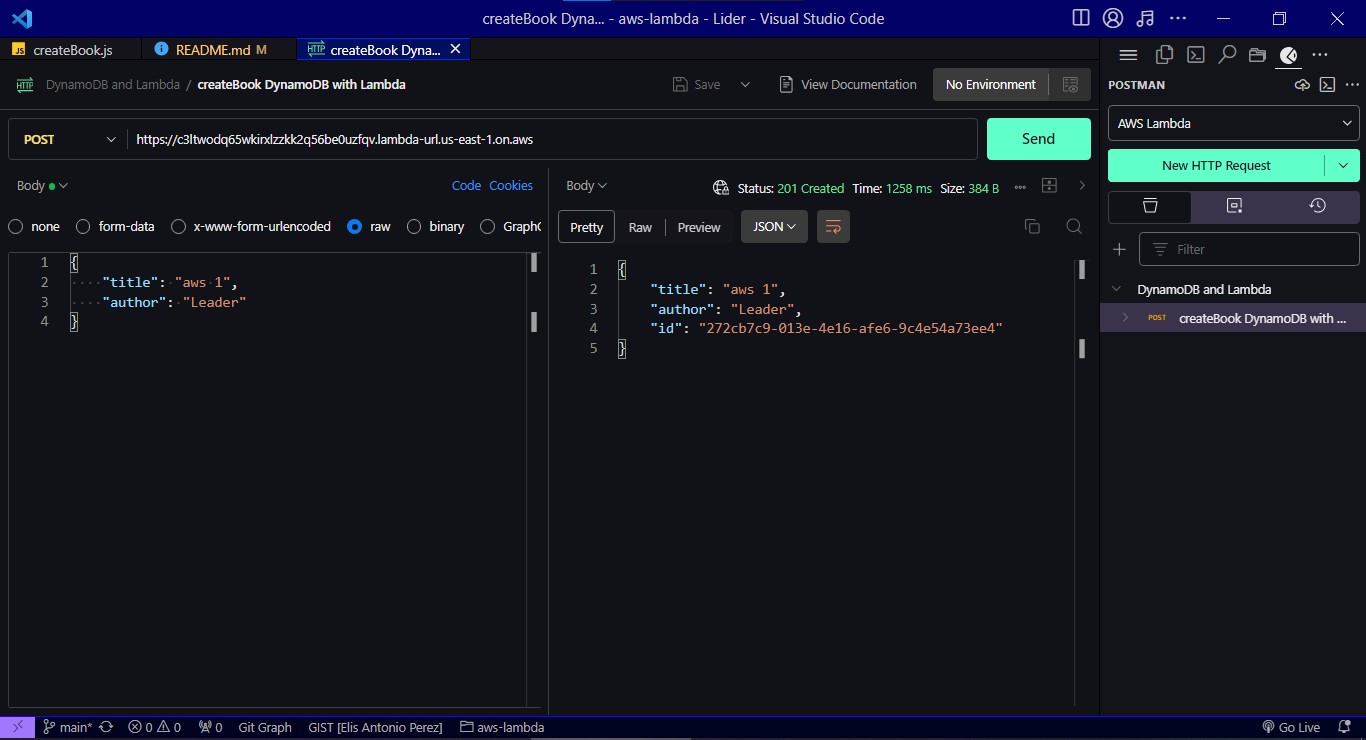 createBook Dyna... - aws-lambda - Lider - Visual Studio Code
JS createBook.js
README.md M
HTTP createBook Dyna...
POSTMAN
HTTP DynamoDB and Lambda / createBook DynamoDB with Lambda
Save
View Documentation
No Environment
AWS Lambda
POST
https://c3ltwodq65wkirxlzzkk2q56be0uzfqv.lambda-url.us-east-1.on.aws
Send
New HTTP Request
Body
Code Cookies
Body
Status: 201 Created Time: 1258 ms Size: 384 B
none form-data x-www-form-urlencoded raw binary GraphQ
Pretty Raw Preview JSON
Filter
1 {
2 "title": "aws 1",
3 "author": "Leader"
4 }
1 {
2 "title": "aws 1",
3 "author": "Leader",
4 "id": "272cb7c9-013e-4e16-afe6-9c4e54a73ee4"
5 }
DynamoDB and Lambda
POST createBook DynamoDB with ...
main* 0 0 0 Git Graph GIST [Elis Antonio Perez] aws-lambda
Go Live